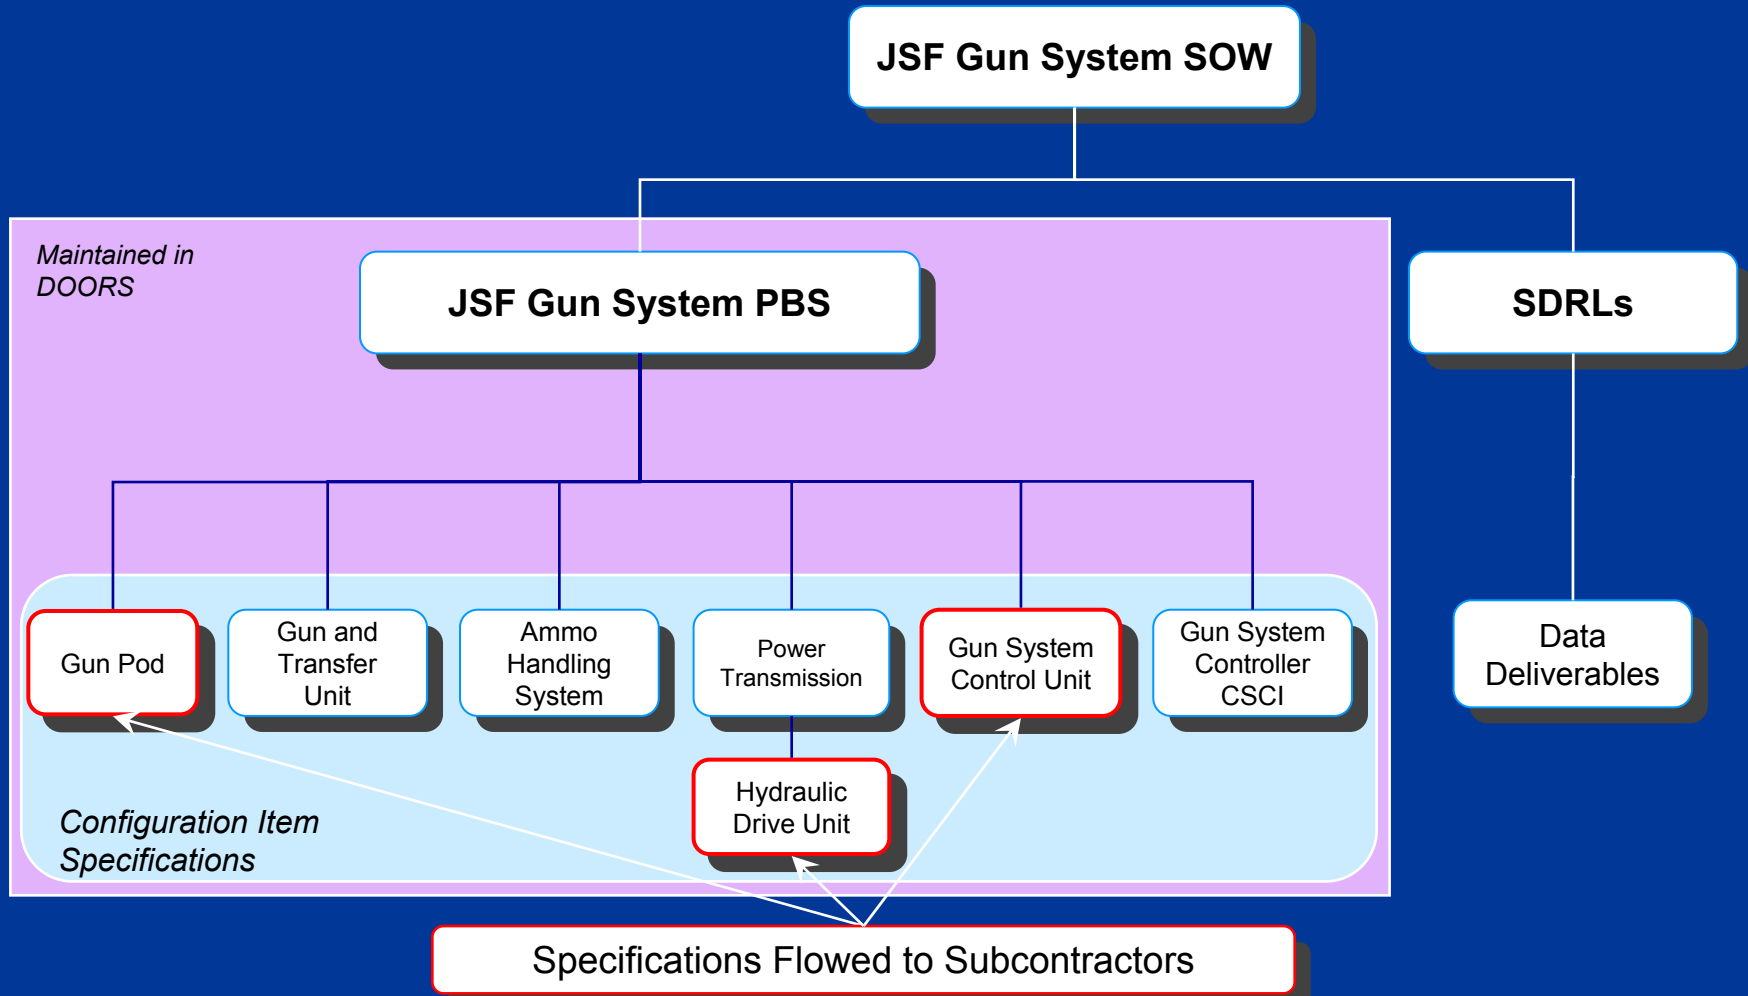 JSF Gun System SOW
Maintained in
DOORS
JSF Gun System PBS
SDRLs
Gun Pod
Gun and
Transfer
Unit
Ammo
Handling
System
Power
Transmission
Gun System
Control Unit
Gun System
Controller
CSCI
Data
Deliverables
Hydraulic
Drive Unit
Configuration Item
Specifications
Specifications Flowed to Subcontractors